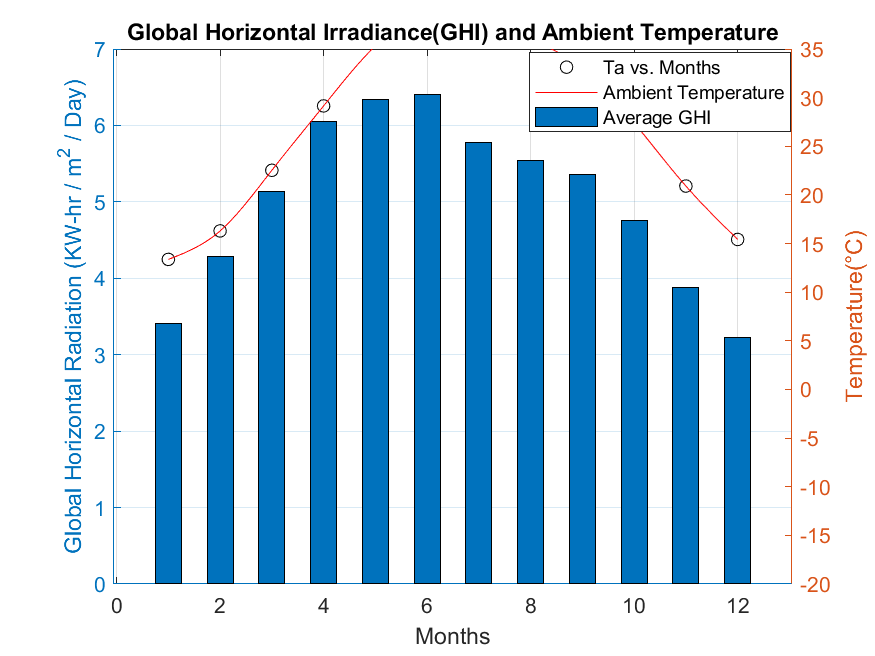 Global Horizontal Irradiance(GHI) and Ambient Temperature
Global Horizontal Radiation (KW-hr / m² / Day)
7
6
5
4
3
2
1
0
Ta vs. Months
Ambient Temperature
Average GHI
35
30
25
20
15
10
5
0
-5
-10
-15
-20
Temperature(°C)
0 2 4 6 8 10 12
Months